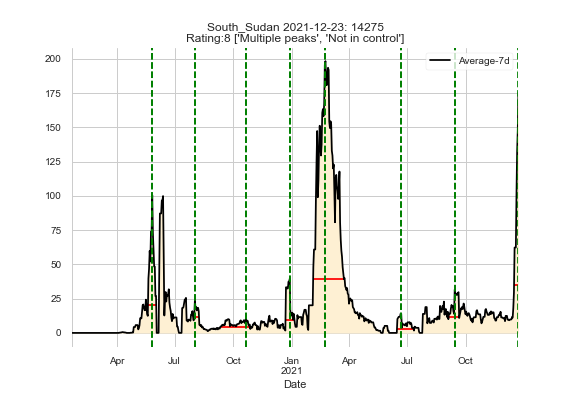 South_Sudan 2021-12-23: 14275
Rating:8 ['Multiple peaks', 'Not in control']
Average-7d
200
175
150
125
100
75
50
25
0
Apr Jul Oct Jan Apr Jul Oct
2021
Date